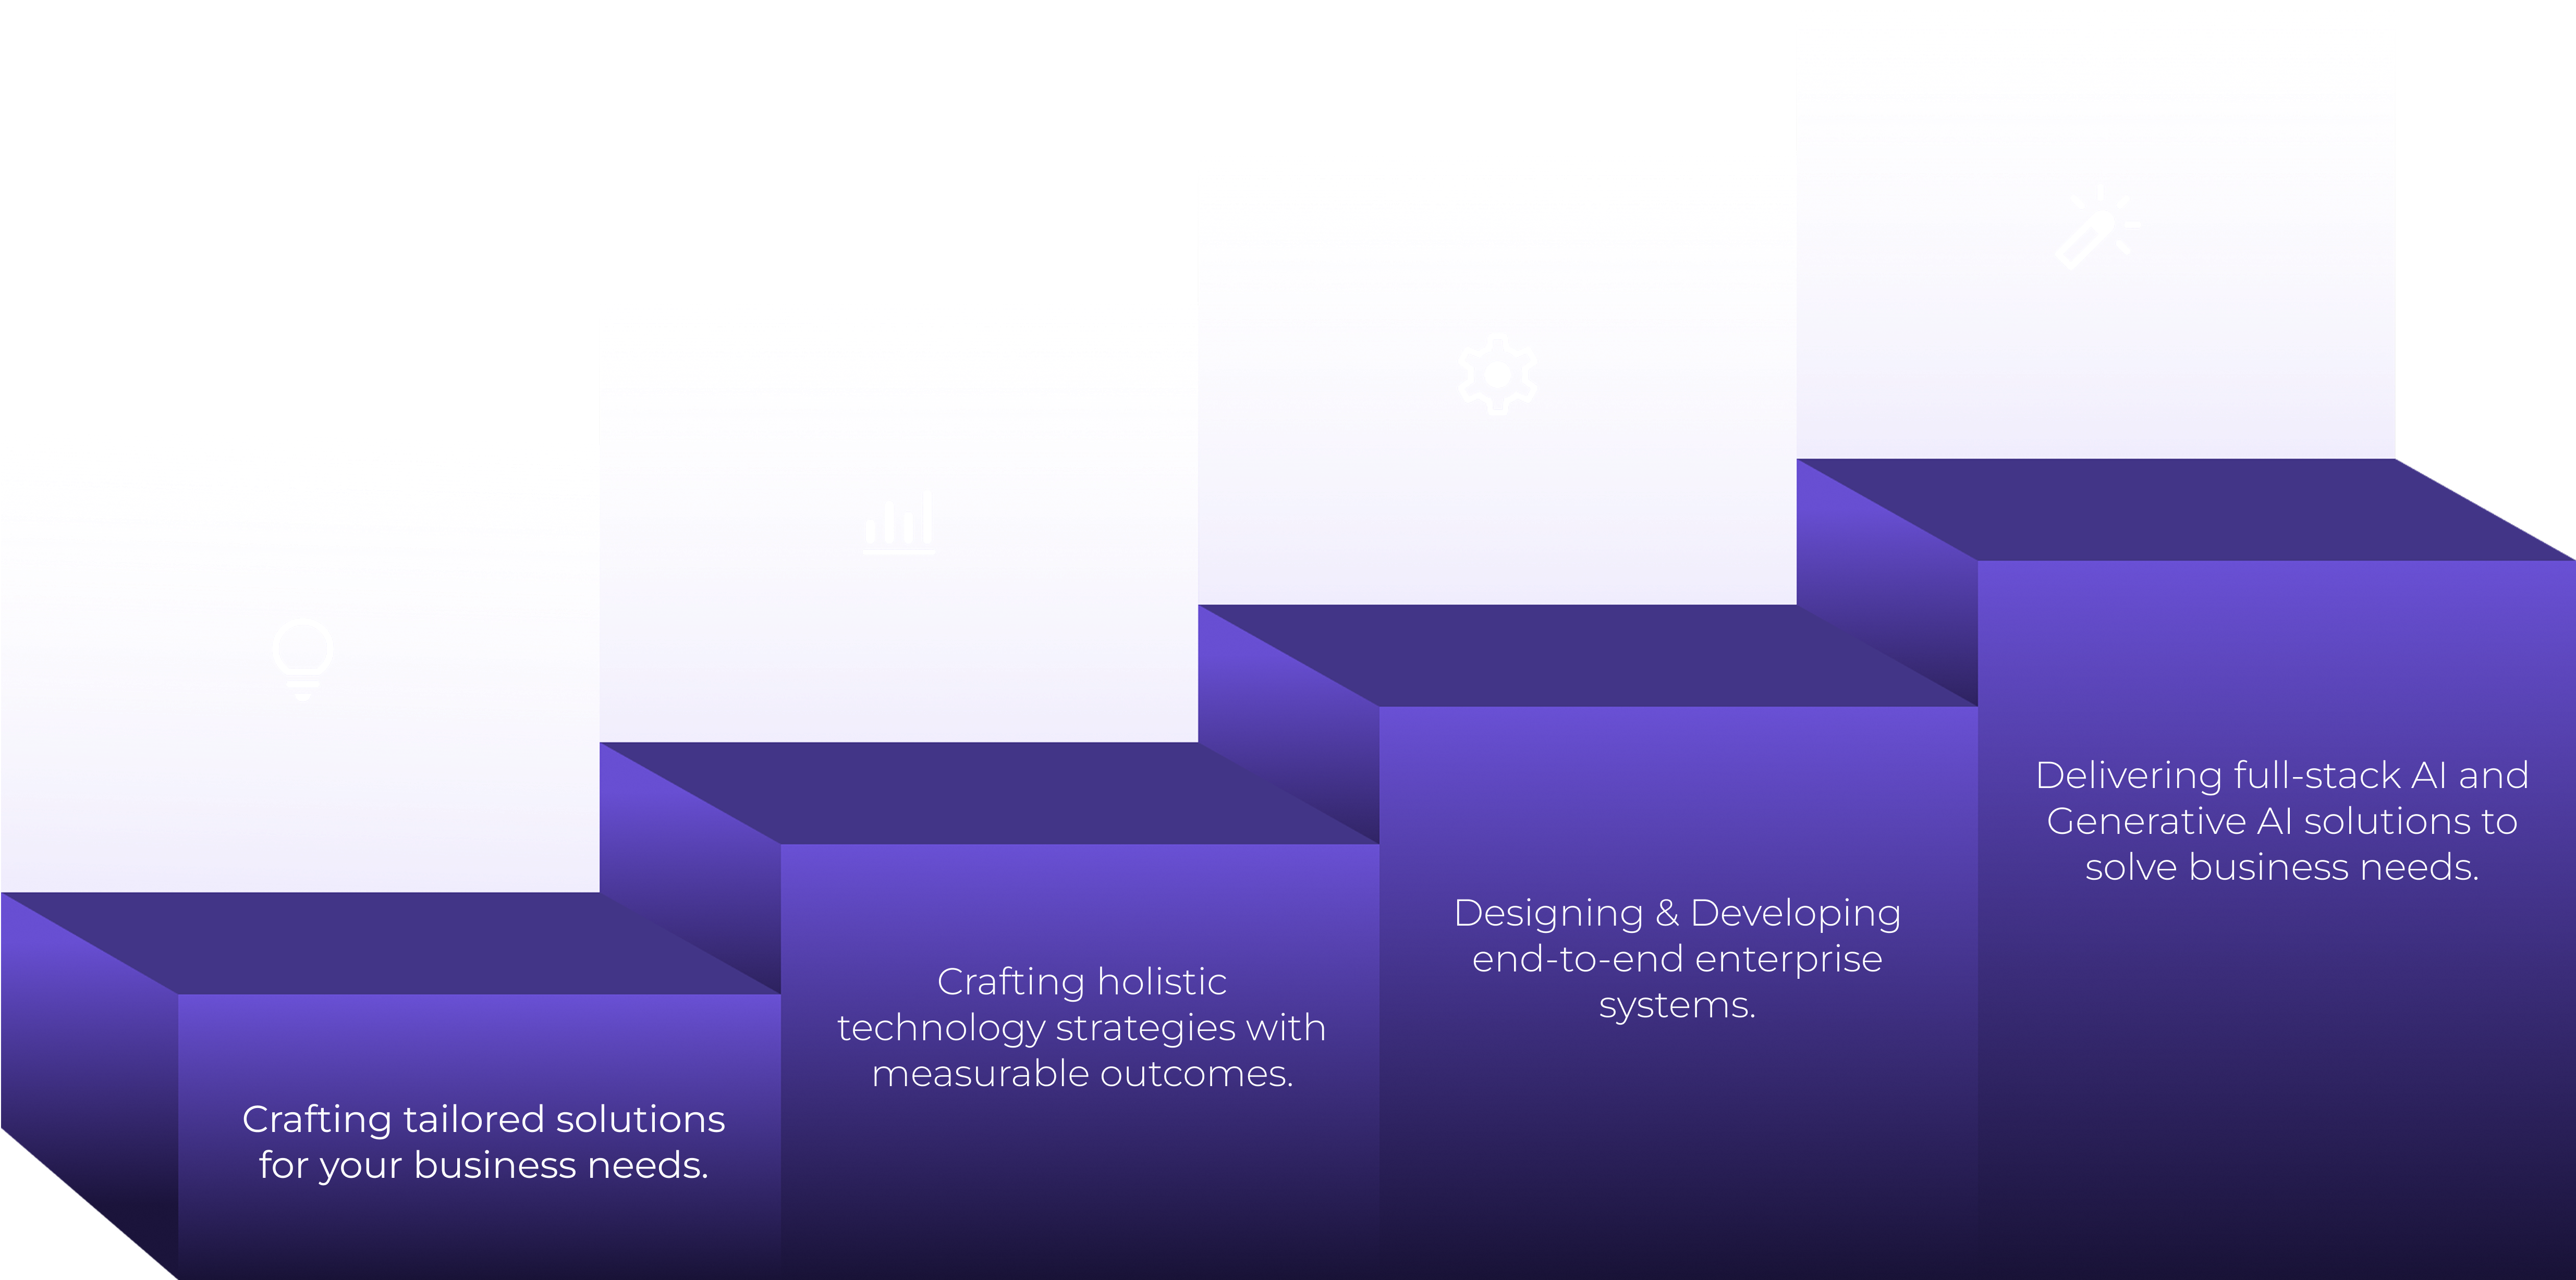 Crafting tailored solutions
for your business needs.
Crafting holistic
technology strategies with
measurable outcomes.
Designing & Developing
end-to-end enterprise
systems.
Delivering full-stack AI and
Generative AI solutions to
solve business needs.